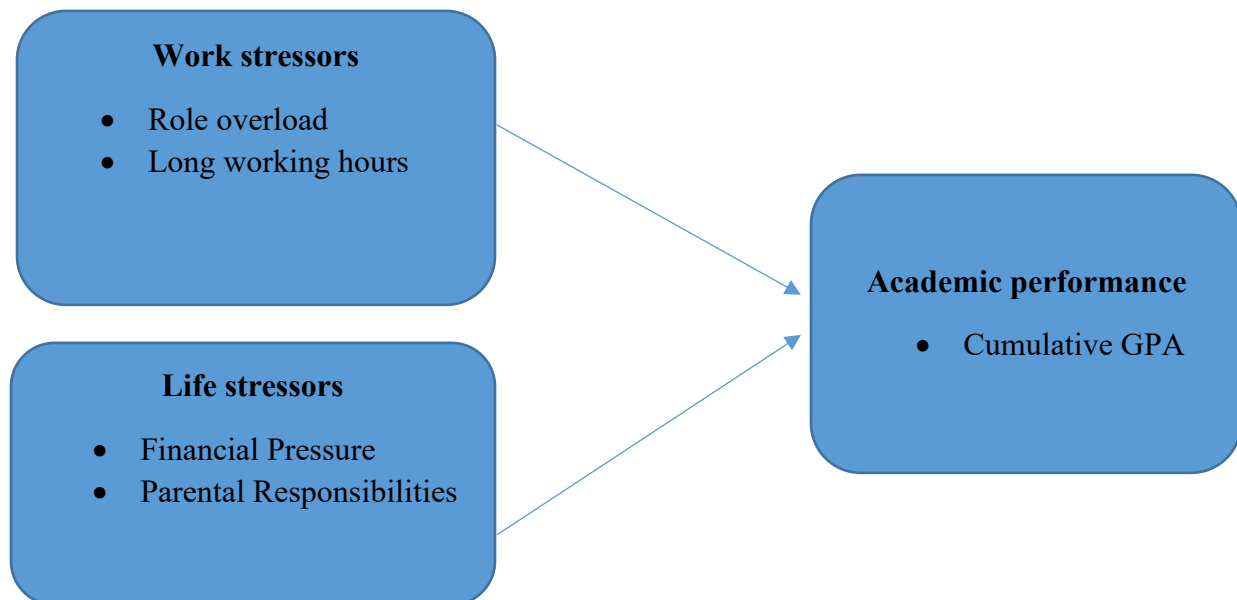 Work stressors
• Role overload
• Long working hours
Life stressors
• Financial Pressure
• Parental Responsibilities
Academic performance
• Cumulative GPA